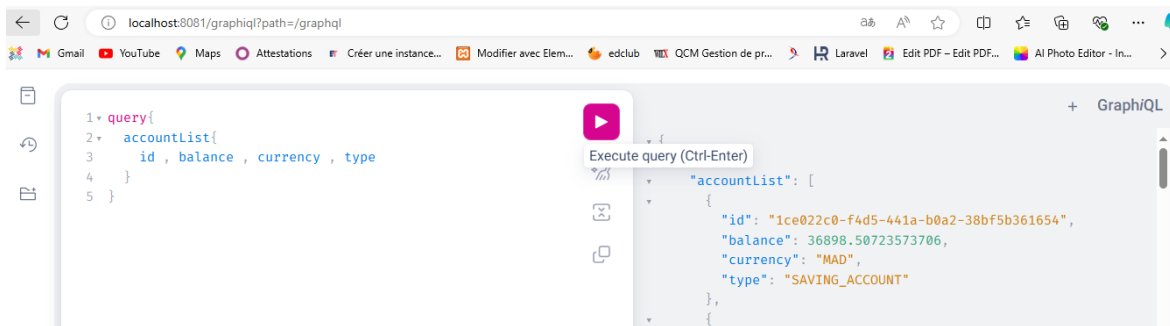 localhost:8081/graphiql?path=/graphql
Gmail YouTube Maps Attestations Créer une instance... Modifier avec Elem... edclub QCM Gestion de pr... Laravel Edit PDF – Edit PDF... AI Photo Editor - In...
+ GraphiQL
1 query{
2 accountList{
3 id , balance , currency , type
4 }
5 }
Execute query (Ctrl-Enter)
{
"accountList": [
{
"id": "1ce022c0-f4d5-441a-b0a2-38bf5b361654",
"balance": 36898.50723573706,
"currency": "MAD",
"type": "SAVING_ACCOUNT"
},
{